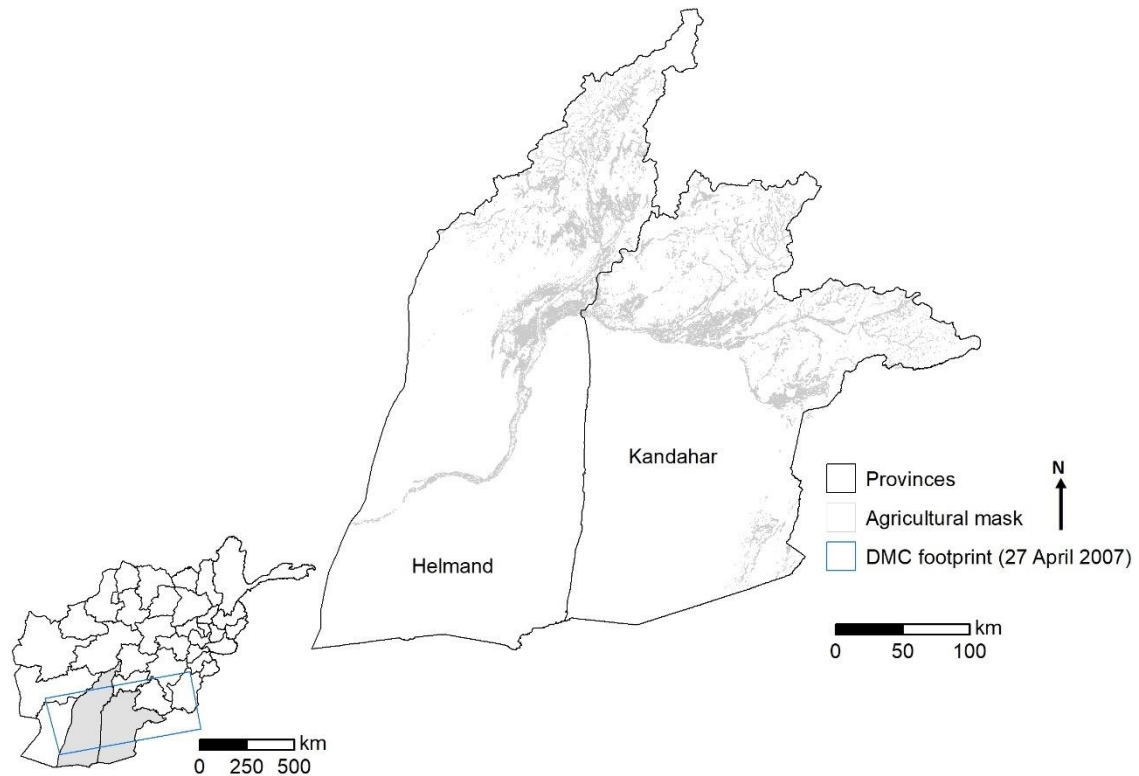 Kandahar
Helmand
N
Provinces
Agricultural mask
DMC footprint (27 April 2007)
km
0 50 100
km
0 250 500